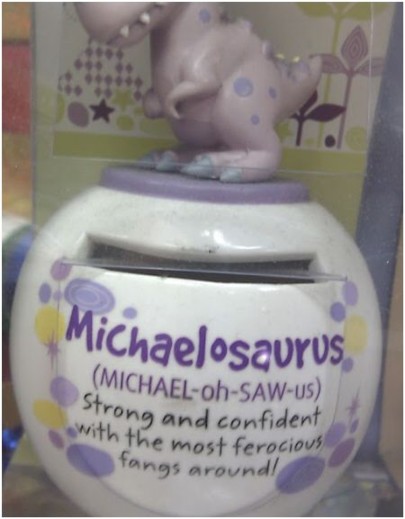 Michaelosaurus
(MICHAEL-oh-SAW-us)
Strong and confident
with the most ferocious
fangs around!